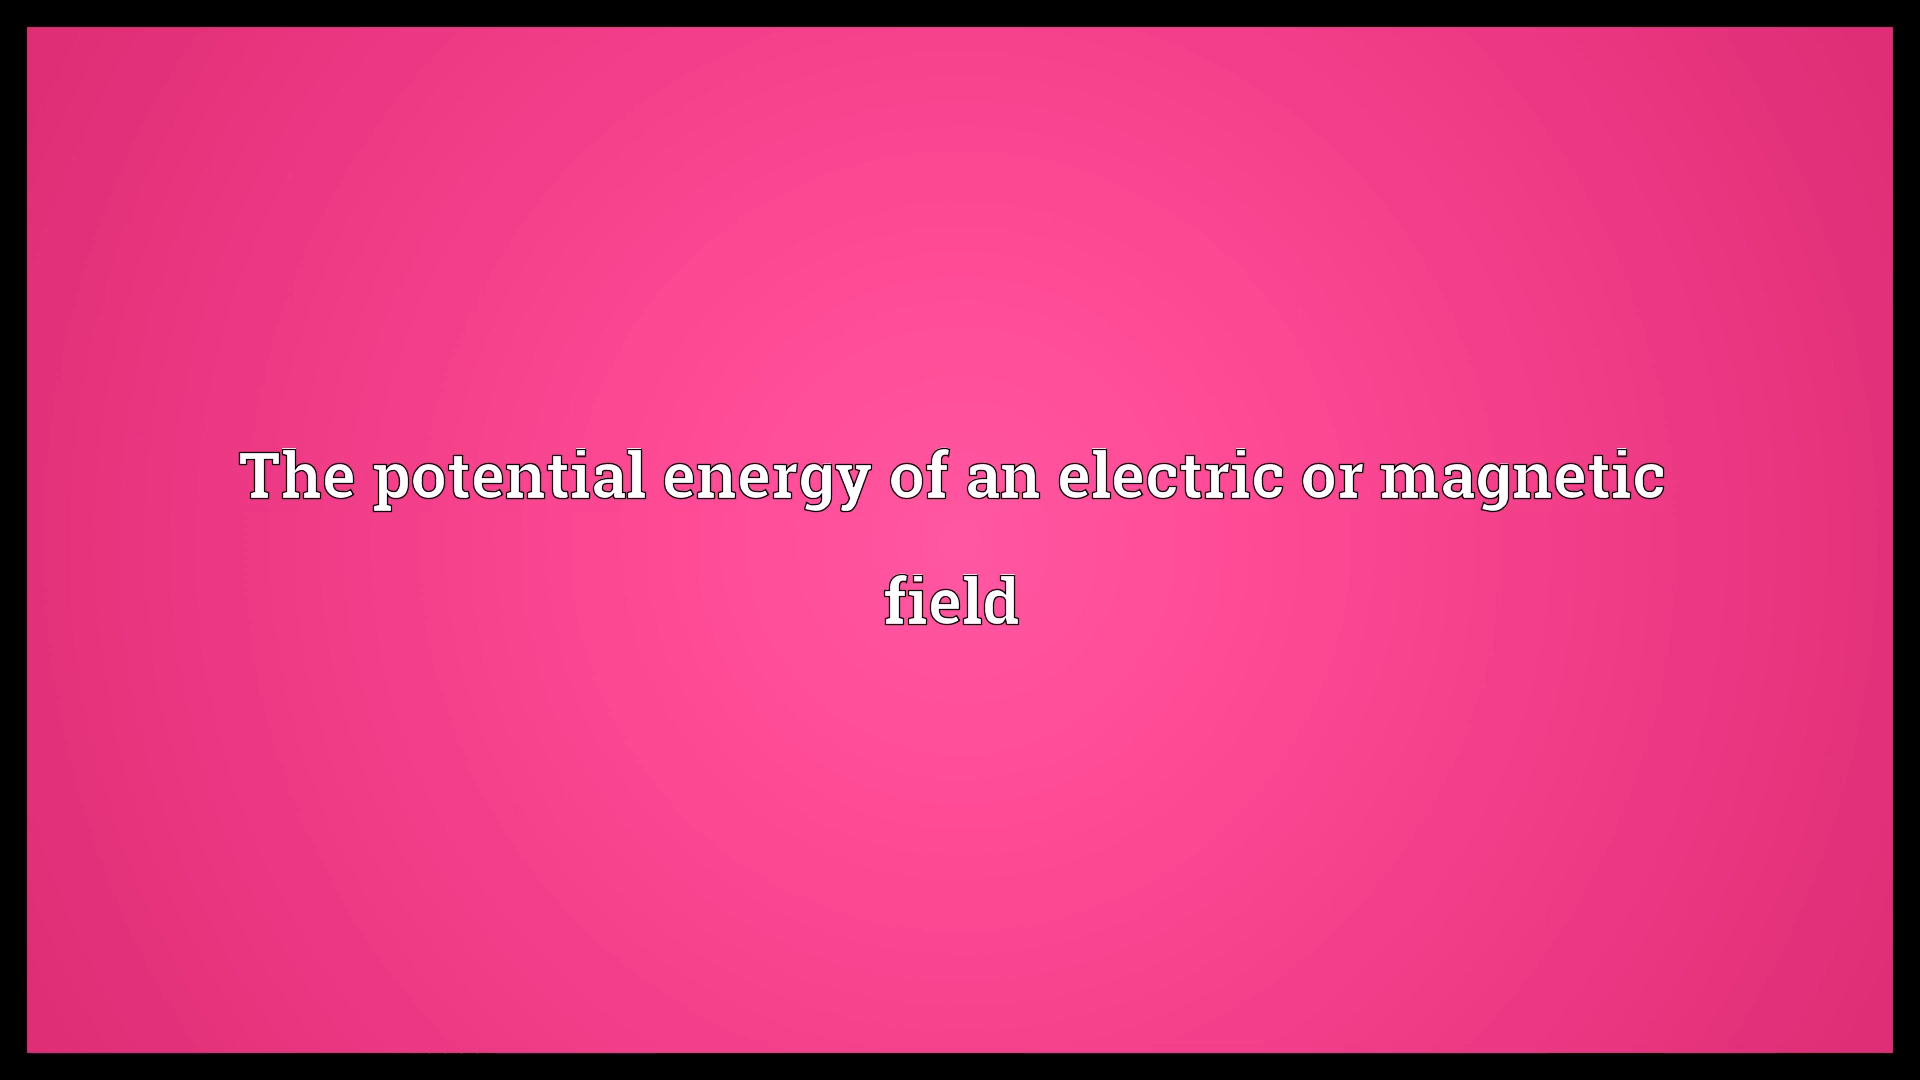 The potential energy of an electric or magnetic
field